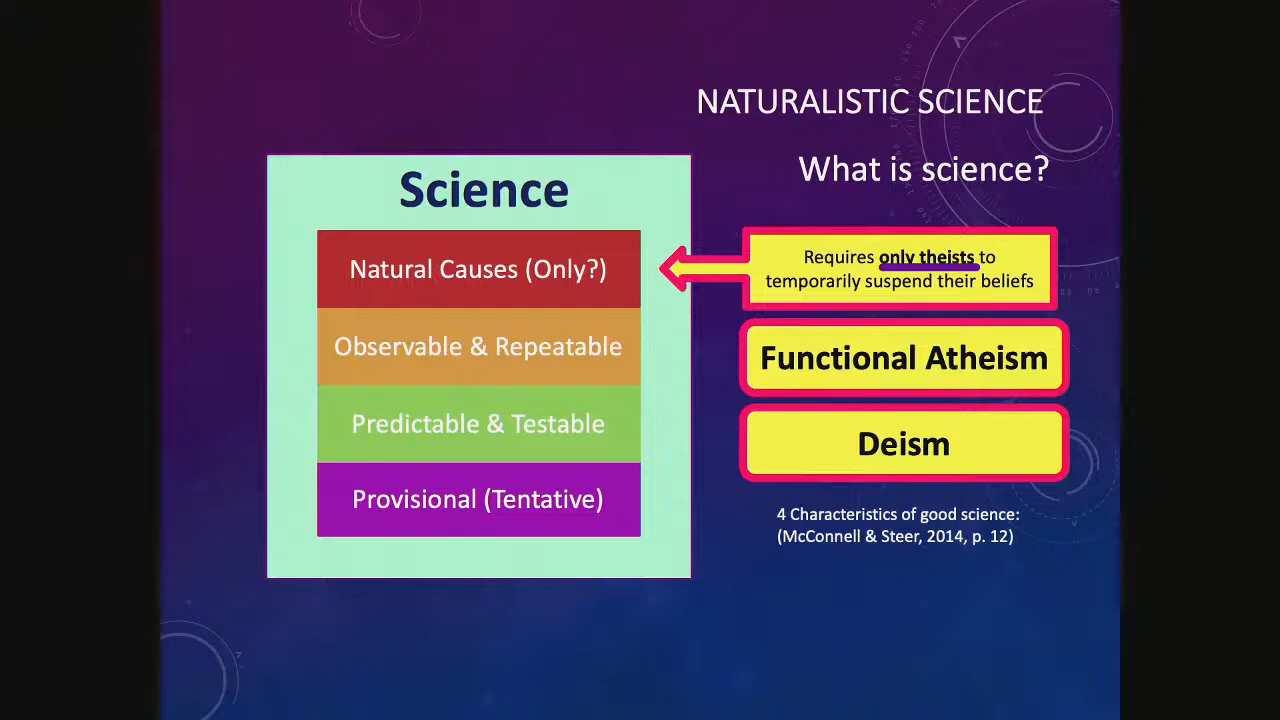 NATURALISTIC SCIENCE
What is science?
Science
Natural Causes (Only?)
Observable & Repeatable
Predictable & Testable
Provisional (Tentative)
Requires only theists to
temporarily suspend their beliefs
Functional Atheism
Deism
4 Characteristics of good science:
(McConnell & Steer, 2014, p. 12)